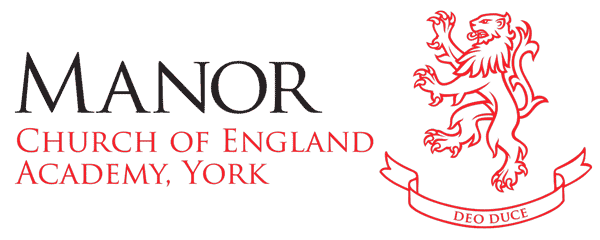 MANOR
CHURCH OF ENGLAND
ACADEMY, YORK
DEO DUCE